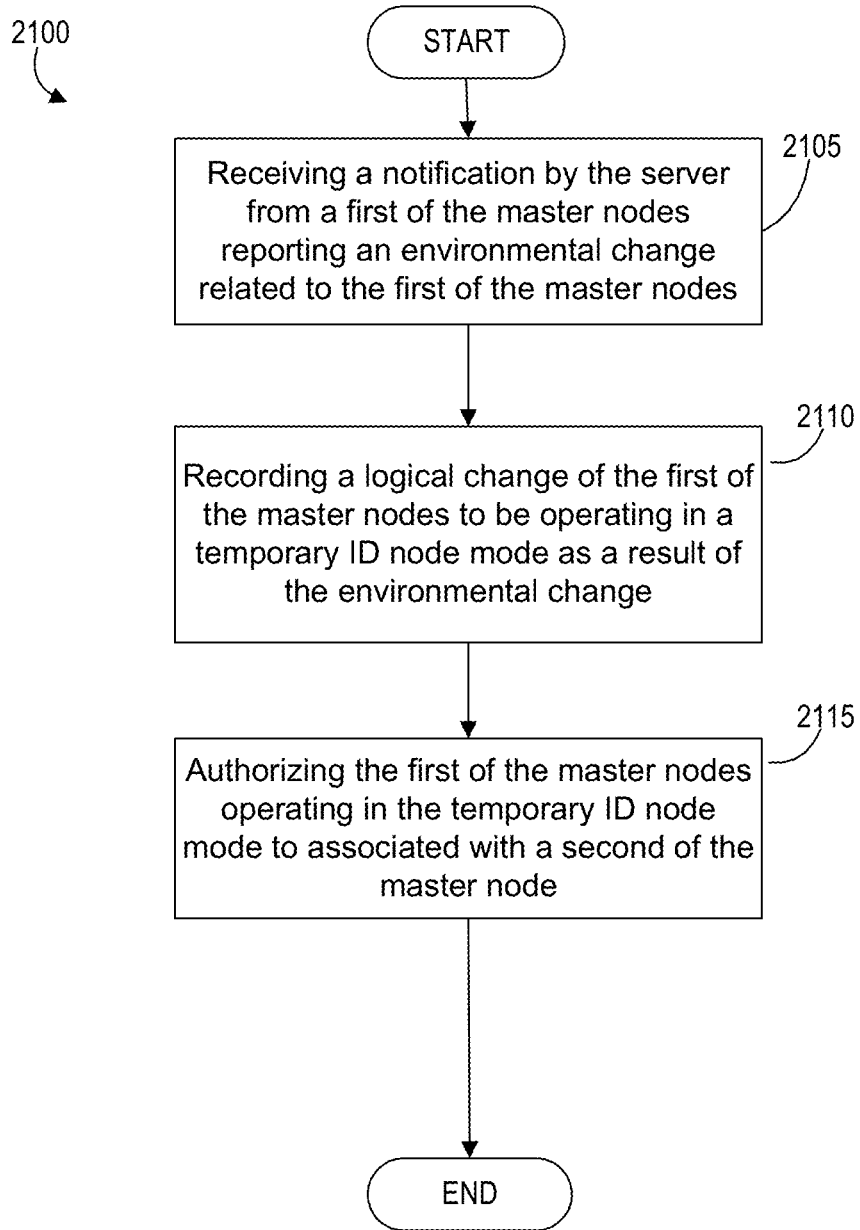 2100
START
2105
Receiving a notification by the server
from a first of the master nodes
reporting an environmental change
related to the first of the master nodes
2110
Recording a logical change of the first of
the master nodes to be operating in a
temporary ID node mode as a result of
the environmental change
2115
Authorizing the first of the master nodes
operating in the temporary ID node
mode to associated with a second of the
master node
END